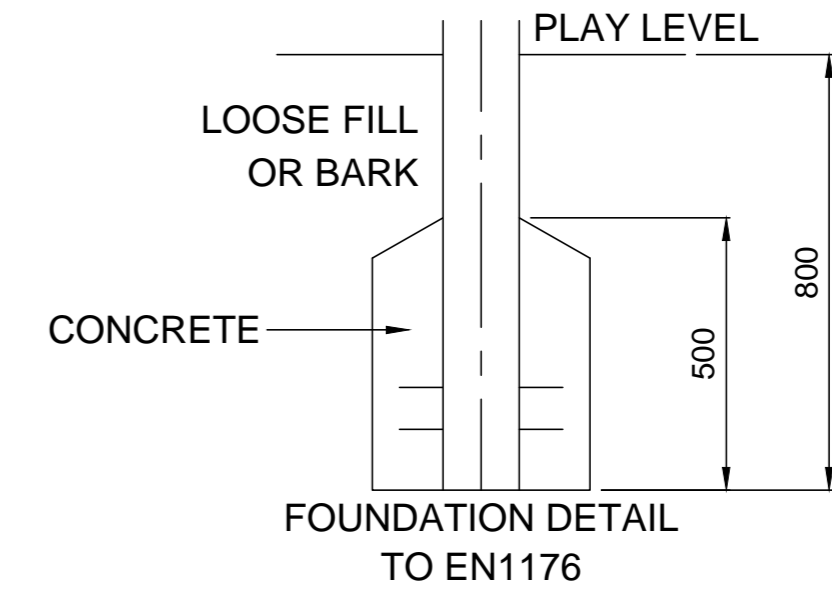 PLAY LEVEL
LOOSE FILL
OR BARK
CONCRETE
500
800
FOUNDATION DETAIL
TO EN1176